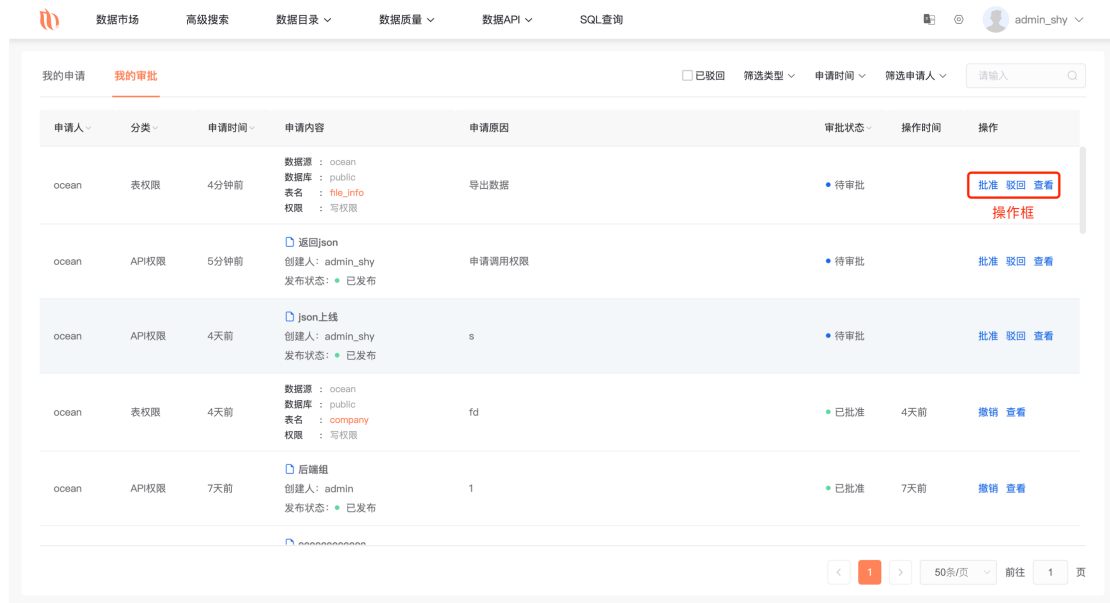 数据市场 高级搜索 数据目录 数据质量 数据API SQL查询 admin_shy
我的申请 我的审批 已驳回 筛选类型 申请时间 筛选申请人 请输入
申请人 分类 申请时间 申请内容 申请原因 审批状态 操作时间 操作
数据源 : ocean
数据库 : public
ocean 表权限 4分钟前 导出数据 待审批 批准 驳回 查看
表名 : file_info
权限 : 写权限
操作框
返回json
ocean API权限 5分钟前 创建人: admin_shy 申请调用权限 待审批 批准 驳回 查看
发布状态: 已发布
json上线
ocean API权限 4天前 创建人: admin_shy s 待审批 批准 驳回 查看
发布状态: 已发布
数据源 : ocean
数据库 : public
ocean 表权限 4天前 fd 已批准 4天前 撤销 查看
表名 : company
权限 : 写权限
后端组
ocean API权限 7天前 创建人: admin 1 已批准 7天前 撤销 查看
发布状态: 已发布
1 50条/页 前往 1 页